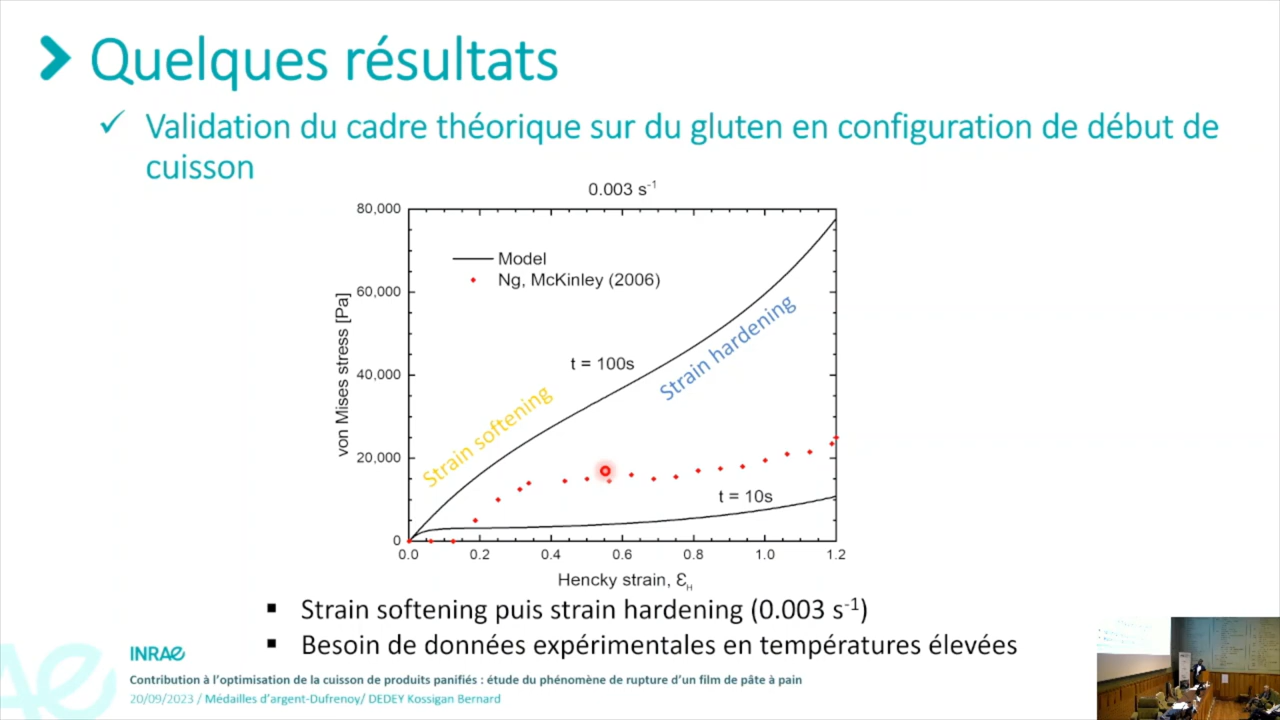 Quelques résultats
✓ Validation du cadre théorique sur du gluten en configuration de début de
cuisson
0.003 s⁻¹
80,000
60,000
40,000
20,000
0
von Mises stress [Pa]
Model
Ng, McKinley (2006)
Strain softening
Strain hardening
t = 100s
t = 10s
0.0 0.2 0.4 0.6 0.8 1.0 1.2
Hencky strain, Ɛ_H
▪ Strain softening puis strain hardening (0.003 s⁻¹)
▪ Besoin de données expérimentales en températures élevées
INRAE
Contribution à l'optimisation de la cuisson de produits panifiés : étude du phénomène de rupture d'un film de pâte à pain
20/09/2023 / Médailles d'argent-Dufrenoy/ DEDEY Kossigan Bernard